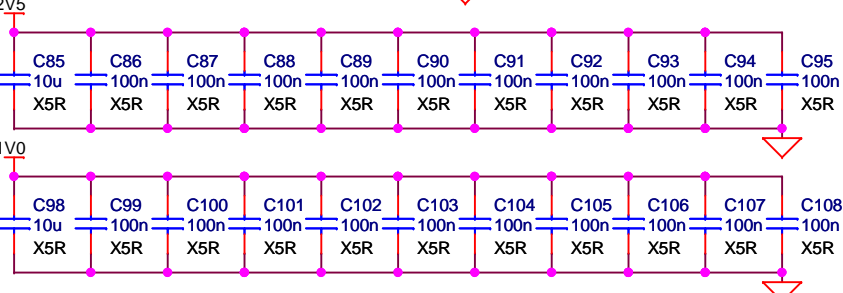 2V5
C85 C86 C87 C88 C89 C90 C91 C92 C93 C94 C95
10u 100n 100n 100n 100n 100n 100n 100n 100n 100n 100n
X5R X5R X5R X5R X5R X5R X5R X5R X5R X5R X5R
1V0
C98 C99 C100 C101 C102 C103 C104 C105 C106 C107 C108
10u 100n 100n 100n 100n 100n 100n 100n 100n 100n 100n
X5R X5R X5R X5R X5R X5R X5R X5R X5R X5R X5R